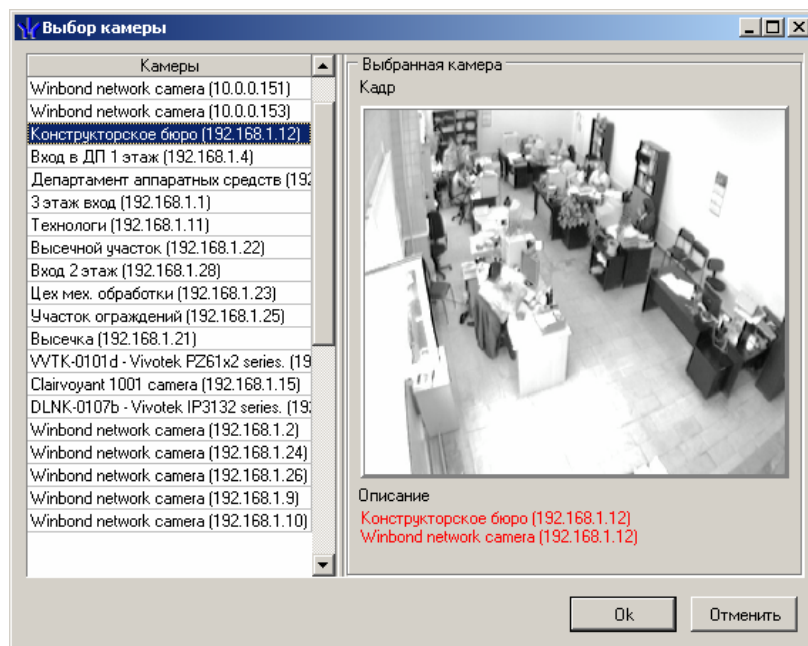 Выбор камеры
Камеры
Winbond network camera (10.0.0.151)
Winbond network camera (10.0.0.153)
Конструкторское бюро (192.168.1.12)
Вход в ДП 1 этаж (192.168.1.4)
Департамент аппаратных средств (192
3 этаж вход (192.168.1.1)
Технологи (192.168.1.11)
Высечной участок (192.168.1.22)
Вход 2 этаж (192.168.1.28)
Цех мех. обработки (192.168.1.23)
Участок ограждений (192.168.1.25)
Высечка (192.168.1.21)
VVTK-0101d - Vivotek PZ61x2 series. (19
Clairvoyant 1001 camera (192.168.1.15)
DLNK-0107b - Vivotek IP3132 series. (192
Winbond network camera (192.168.1.2)
Winbond network camera (192.168.1.24)
Winbond network camera (192.168.1.26)
Winbond network camera (192.168.1.9)
Winbond network camera (192.168.1.10)
Выбранная камера
Кадр
Описание
Конструкторское бюро (192.168.1.12)
Winbond network camera (192.168.1.12)
Ok
Отменить